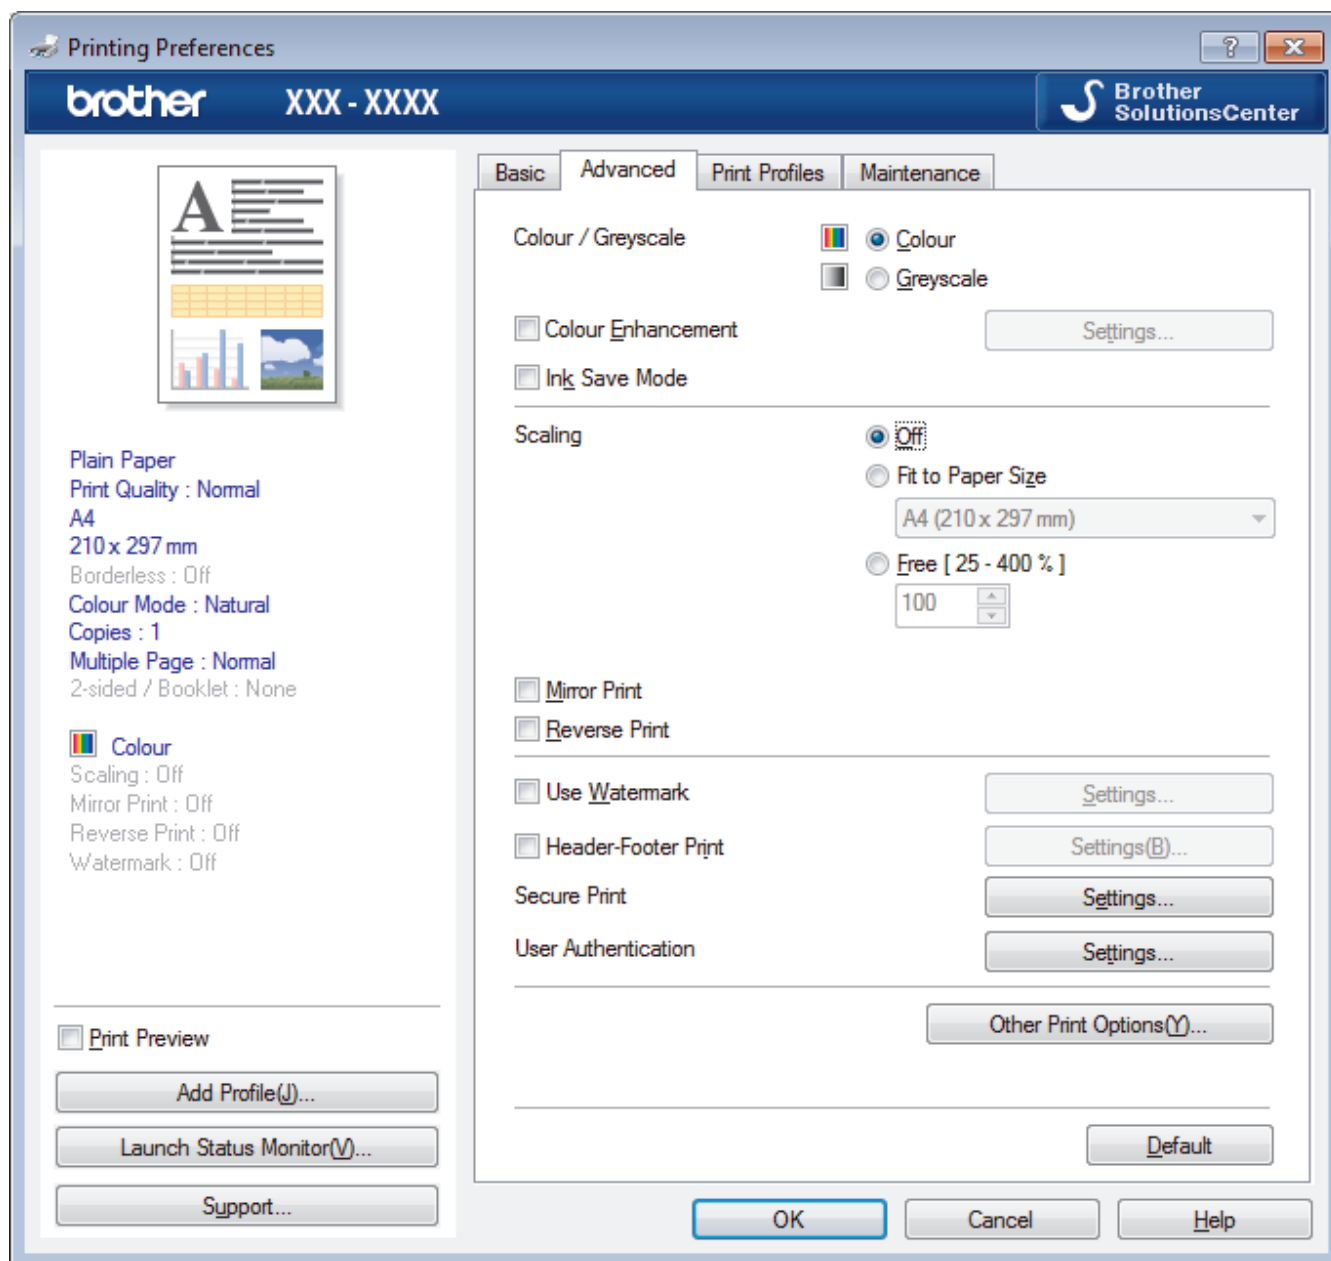 Printing Preferences
brother XXX - XXXX
Brother
SolutionsCenter
A
Plain Paper
Print Quality : Normal
A4
210 x 297 mm
Borderless : Off
Colour Mode : Natural
Copies : 1
Multiple Page : Normal
2-sided / Booklet : None
Colour
Scaling : Off
Mirror Print : Off
Reverse Print : Off
Watermark : Off
Print Preview
Add Profile(J)...
Launch Status Monitor(V)...
Support...
Basic Advanced Print Profiles Maintenance
Colour / Greyscale Colour
Greyscale
Colour Enhancement Settings...
Ink Save Mode
Scaling Off
Fit to Paper Size
A4 (210 x 297 mm)
Free [ 25 - 400 % ]
100
Mirror Print
Reverse Print
Use Watermark Settings...
Header-Footer Print Settings(B)...
Secure Print Settings...
User Authentication Settings...
Other Print Options(Y)...
Default
OK Cancel Help